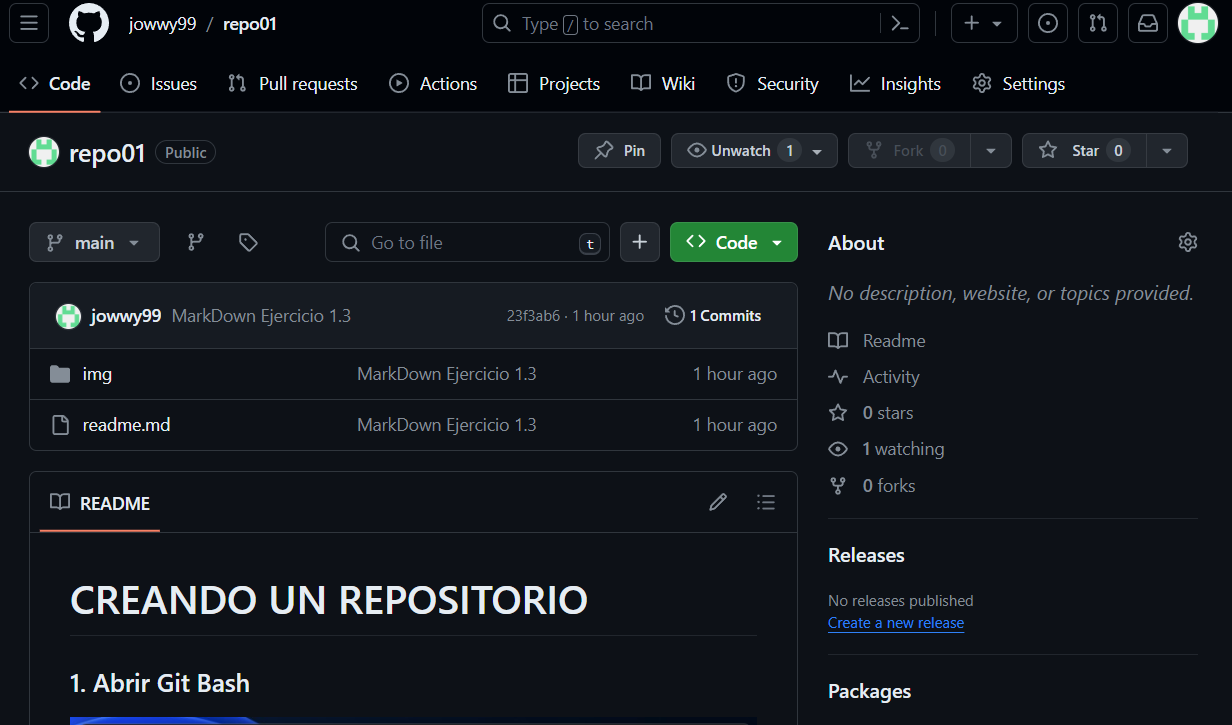 jowwy99 / repo01
Type / to search
Code Issues Pull requests Actions Projects Wiki Security Insights Settings
repo01 Public
Pin Unwatch 1 Fork 0 Star 0
main Go to file t Code
About
No description, website, or topics provided.
jowwy99 MarkDown Ejercicio 1.3 23f3ab6 · 1 hour ago 1 Commits
img MarkDown Ejercicio 1.3 1 hour ago
readme.md MarkDown Ejercicio 1.3 1 hour ago
Readme
Activity
0 stars
1 watching
0 forks
README
CREANDO UN REPOSITORIO
1. Abrir Git Bash
Releases
No releases published
Create a new release
Packages